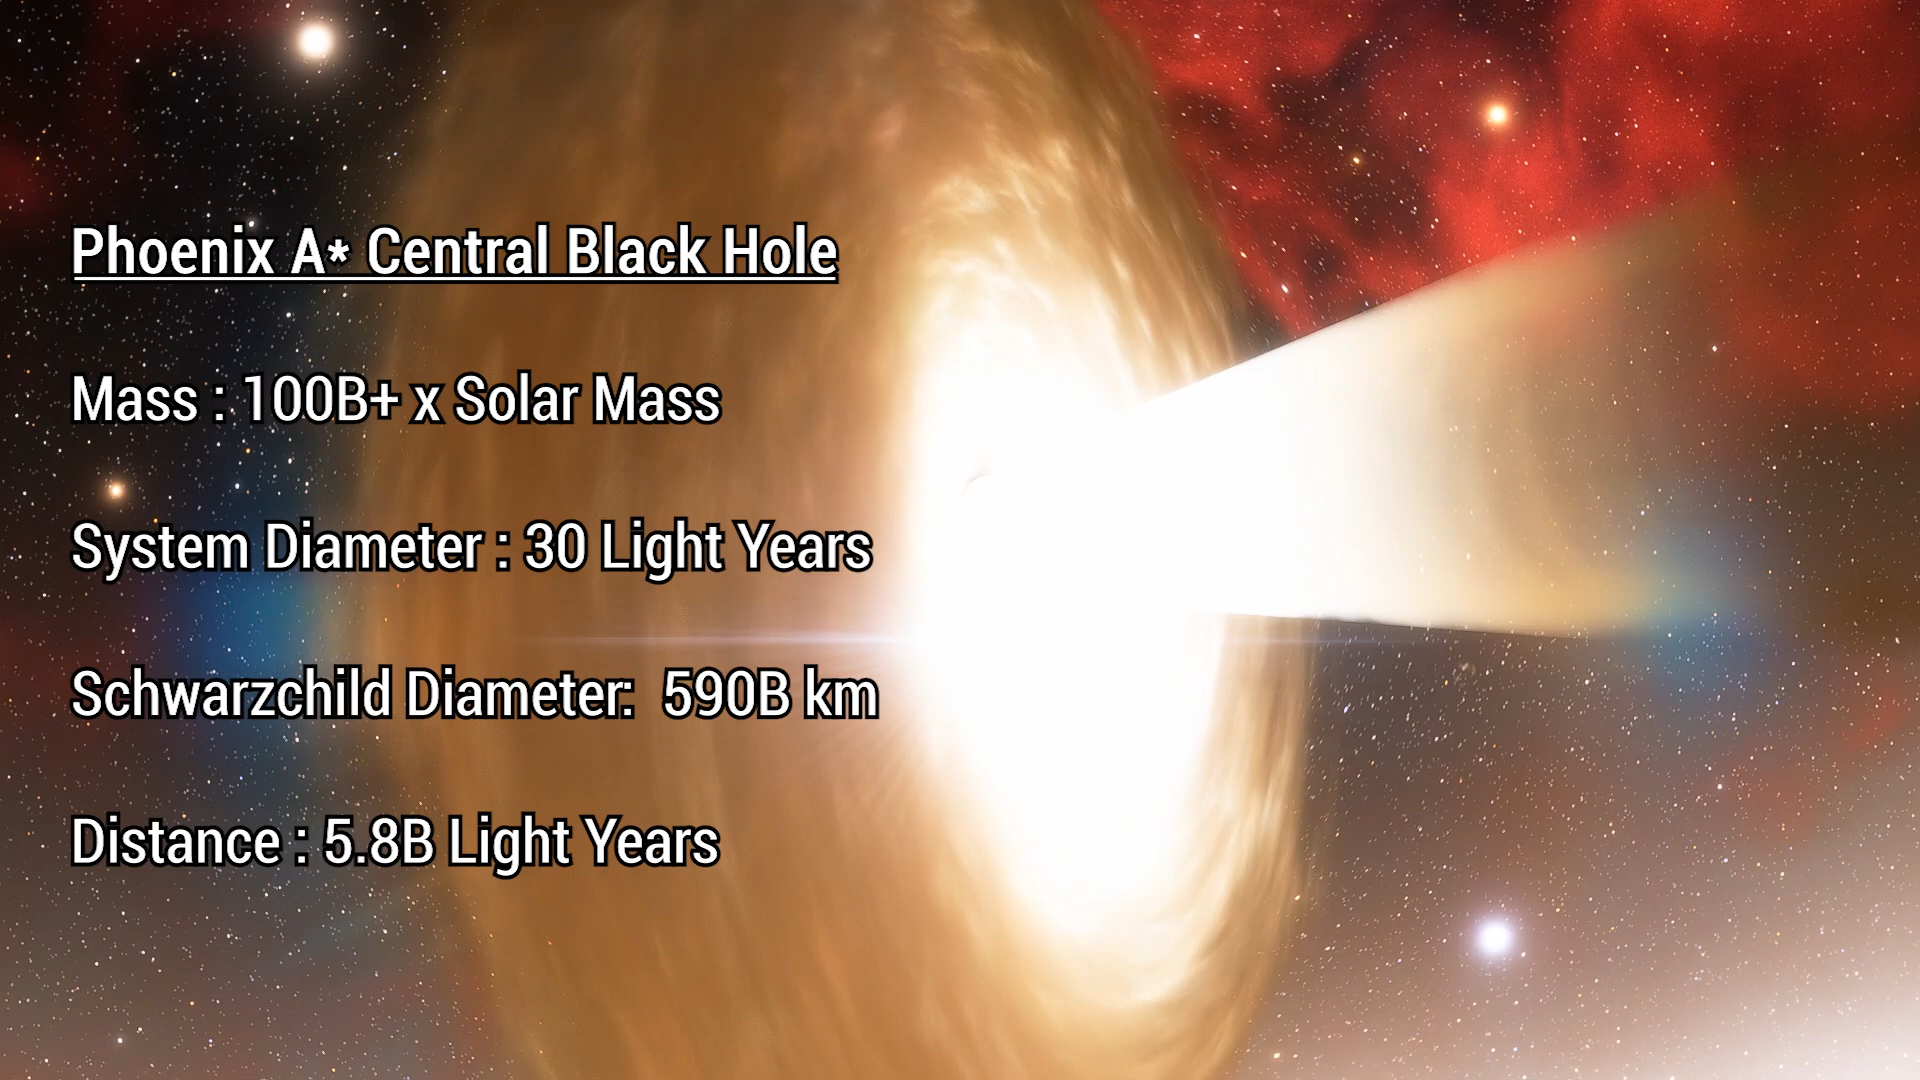 Phoenix A* Central Black Hole
Mass : 100B+ x Solar Mass
System Diameter : 30 Light Years
Schwarzchild Diameter:  590B km
Distance : 5.8B Light Years